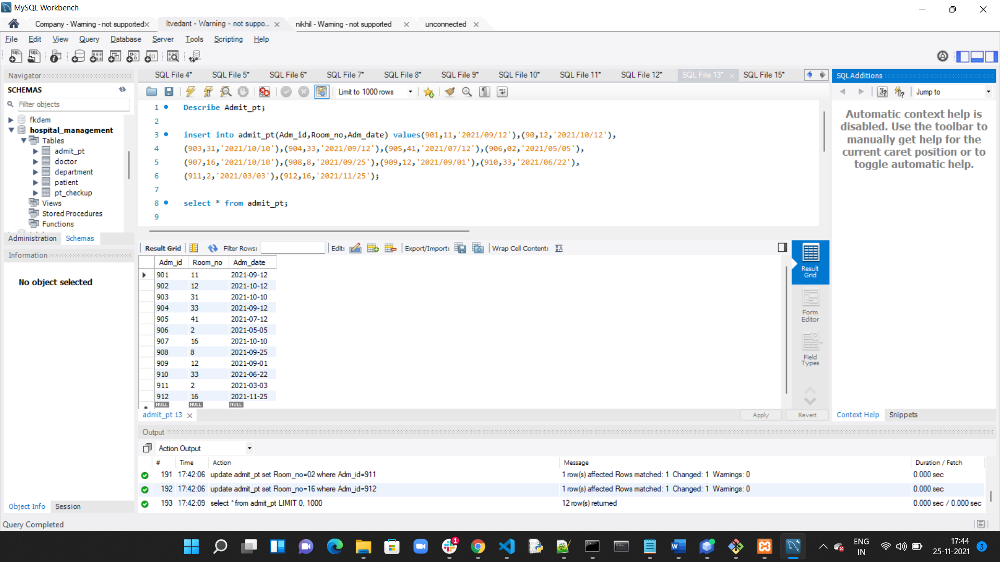 MySQL Workbench
Company - Warning - not supported
Itvedant - Warning - not suppo...
nikhil - Warning - not supported
unconnected
File Edit View Query Database Server Tools Scripting Help
Navigator
SCHEMAS
Filter objects
fkdem
hospital_management
Tables
admit_pt
doctor
department
patient
pt_checkup
Views
Stored Procedures
Functions
Administration Schemas
Information
No object selected
Object Info Session
SQL File 4* SQL File 5* SQL File 6* SQL File 7* SQL File 8* SQL File 9* SQL File 10* SQL File 11* SQL File 12* SQL File 13* SQL File 15*
Limit to 1000 rows
1 Describe Admit_pt;
2
3 insert into admit_pt(Adm_id,Room_no,Adm_date) values(901,11,'2021/09/12'),(90,12,'2021/10/12'),
4 (903,31,'2021/10/10'),(904,33,'2021/09/12'),(905,41,'2021/07/12'),(906,02,'2021/05/05'),
5 (907,16,'2021/10/10'),(908,8,'2021/09/25'),(909,12,'2021/09/01'),(910,33,'2021/06/22'),
6 (911,2,'2021/03/03'),(912,16,'2021/11/25');
7
8 select * from admit_pt;
9
Result Grid Filter Rows: Edit: Export/Import: Wrap Cell Content:
Adm_id Room_no Adm_date
901 11 2021-09-12
902 12 2021-10-12
903 31 2021-10-10
904 33 2021-09-12
905 41 2021-07-12
906 2 2021-05-05
907 16 2021-10-10
908 8 2021-09-25
909 12 2021-09-01
910 33 2021-06-22
911 2 2021-03-03
912 16 2021-11-25
NULL NULL NULL
Result Grid
Form Editor
Field Types
admit_pt 13
Apply Revert
SQLAdditions
Jump to
Automatic context help is
disabled. Use the toolbar to
manually get help for the
current caret position or to
toggle automatic help.
Context Help Snippets
Output
Action Output
# Time Action Message Duration / Fetch
191 17:42:06 update admit_pt set Room_no=02 where Adm_id=911 1 row(s) affected Rows matched: 1 Changed: 1 Warnings: 0 0.000 sec
192 17:42:06 update admit_pt set Room_no=16 where Adm_id=912 1 row(s) affected Rows matched: 1 Changed: 1 Warnings: 0 0.000 sec
193 17:42:09 select * from admit_pt LIMIT 0, 1000 12 row(s) returned 0.000 sec / 0.000 sec
Query Completed
1
ENG
IN
17:44
25-11-2021
3